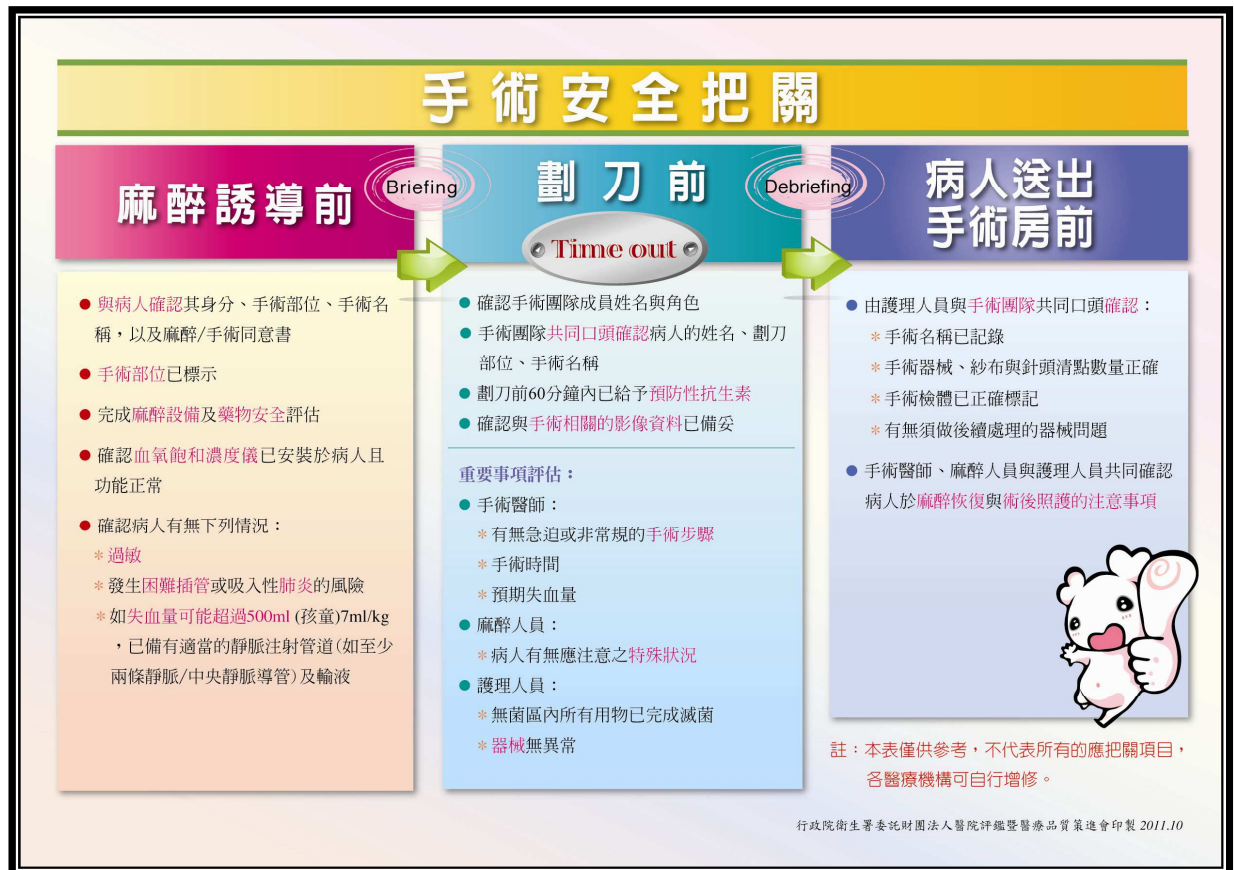 手術安全把關
麻醉誘導前
Briefing
● 與病人確認其身分、手術部位、手術名
稱，以及麻醉/手術同意書
● 手術部位已標示
● 完成麻醉設備及藥物安全評估
● 確認血氧飽和濃度儀已安裝於病人且
功能正常
● 確認病人有無下列情況：
＊過敏
＊發生困難插管或吸入性肺炎的風險
＊如失血量可能超過500ml (孩童)7ml/kg
，已備有適當的靜脈注射管道(如至少
兩條靜脈/中央靜脈導管)及輸液
劃刀前
Time out
Debriefing
● 確認手術團隊成員姓名與角色
● 手術團隊共同口頭確認病人的姓名、劃刀
部位、手術名稱
● 劃刀前60分鐘內已給予預防性抗生素
● 確認與手術相關的影像資料已備妥
重要事項評估：
● 手術醫師：
＊有無急迫或非常規的手術步驟
＊手術時間
＊預期失血量
● 麻醉人員：
＊病人有無應注意之特殊狀況
● 護理人員：
＊無菌區內所有用物已完成滅菌
＊器械無異常
病人送出
手術房前
● 由護理人員與手術團隊共同口頭確認：
＊手術名稱已記錄
＊手術器械、紗布與針頭清點數量正確
＊手術檢體已正確標記
＊有無須做後續處理的器械問題
● 手術醫師、麻醉人員與護理人員共同確認
病人於麻醉恢復與術後照護的注意事項
註：本表僅供參考，不代表所有的應把關項目，
各醫療機構可自行增修。
行政院衛生署委託財團法人醫院評鑑暨醫療品質策進會印製 2011.10